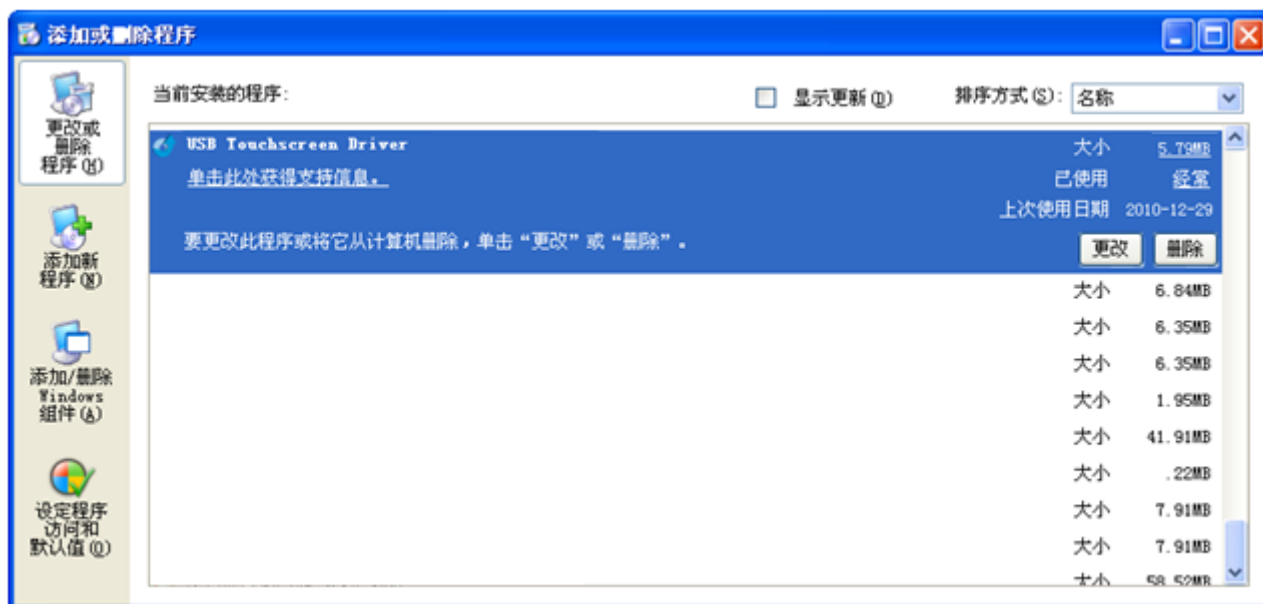 添加或删除程序
更改或
删除
程序(H)
添加新
程序(N)
添加/删除
Windows
组件(A)
设定程序
访问和
默认值(O)
当前安装的程序:
显示更新(D)
排序方式(S): 名称
USB Touchscreen Driver
大小 5.79MB
单击此处获得支持信息。
已使用 经常
上次使用日期 2010-12-29
要更改此程序或将它从计算机删除,单击“更改”或“删除”。
更改 删除
大小 6.84MB
大小 6.35MB
大小 6.35MB
大小 1.95MB
大小 41.91MB
大小 .22MB
大小 7.91MB
大小 7.91MB
大小 58.52MB